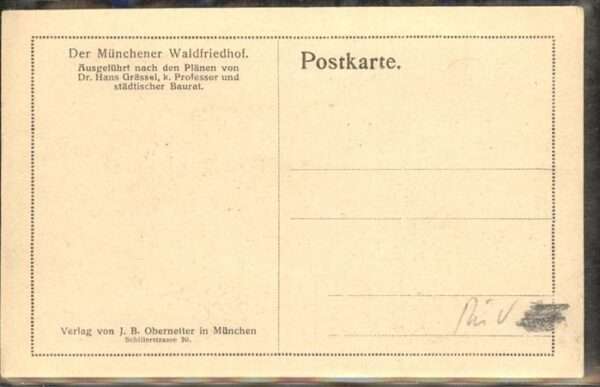 Der Münchener Waldfriedhof.
Ausgeführt nach den Plänen von
Dr. Hans Grässel, k. Professor und
städtischer Baurat.
Postkarte.
Verlag von J. B. Obernetter in München
Schillerstrasse 20.